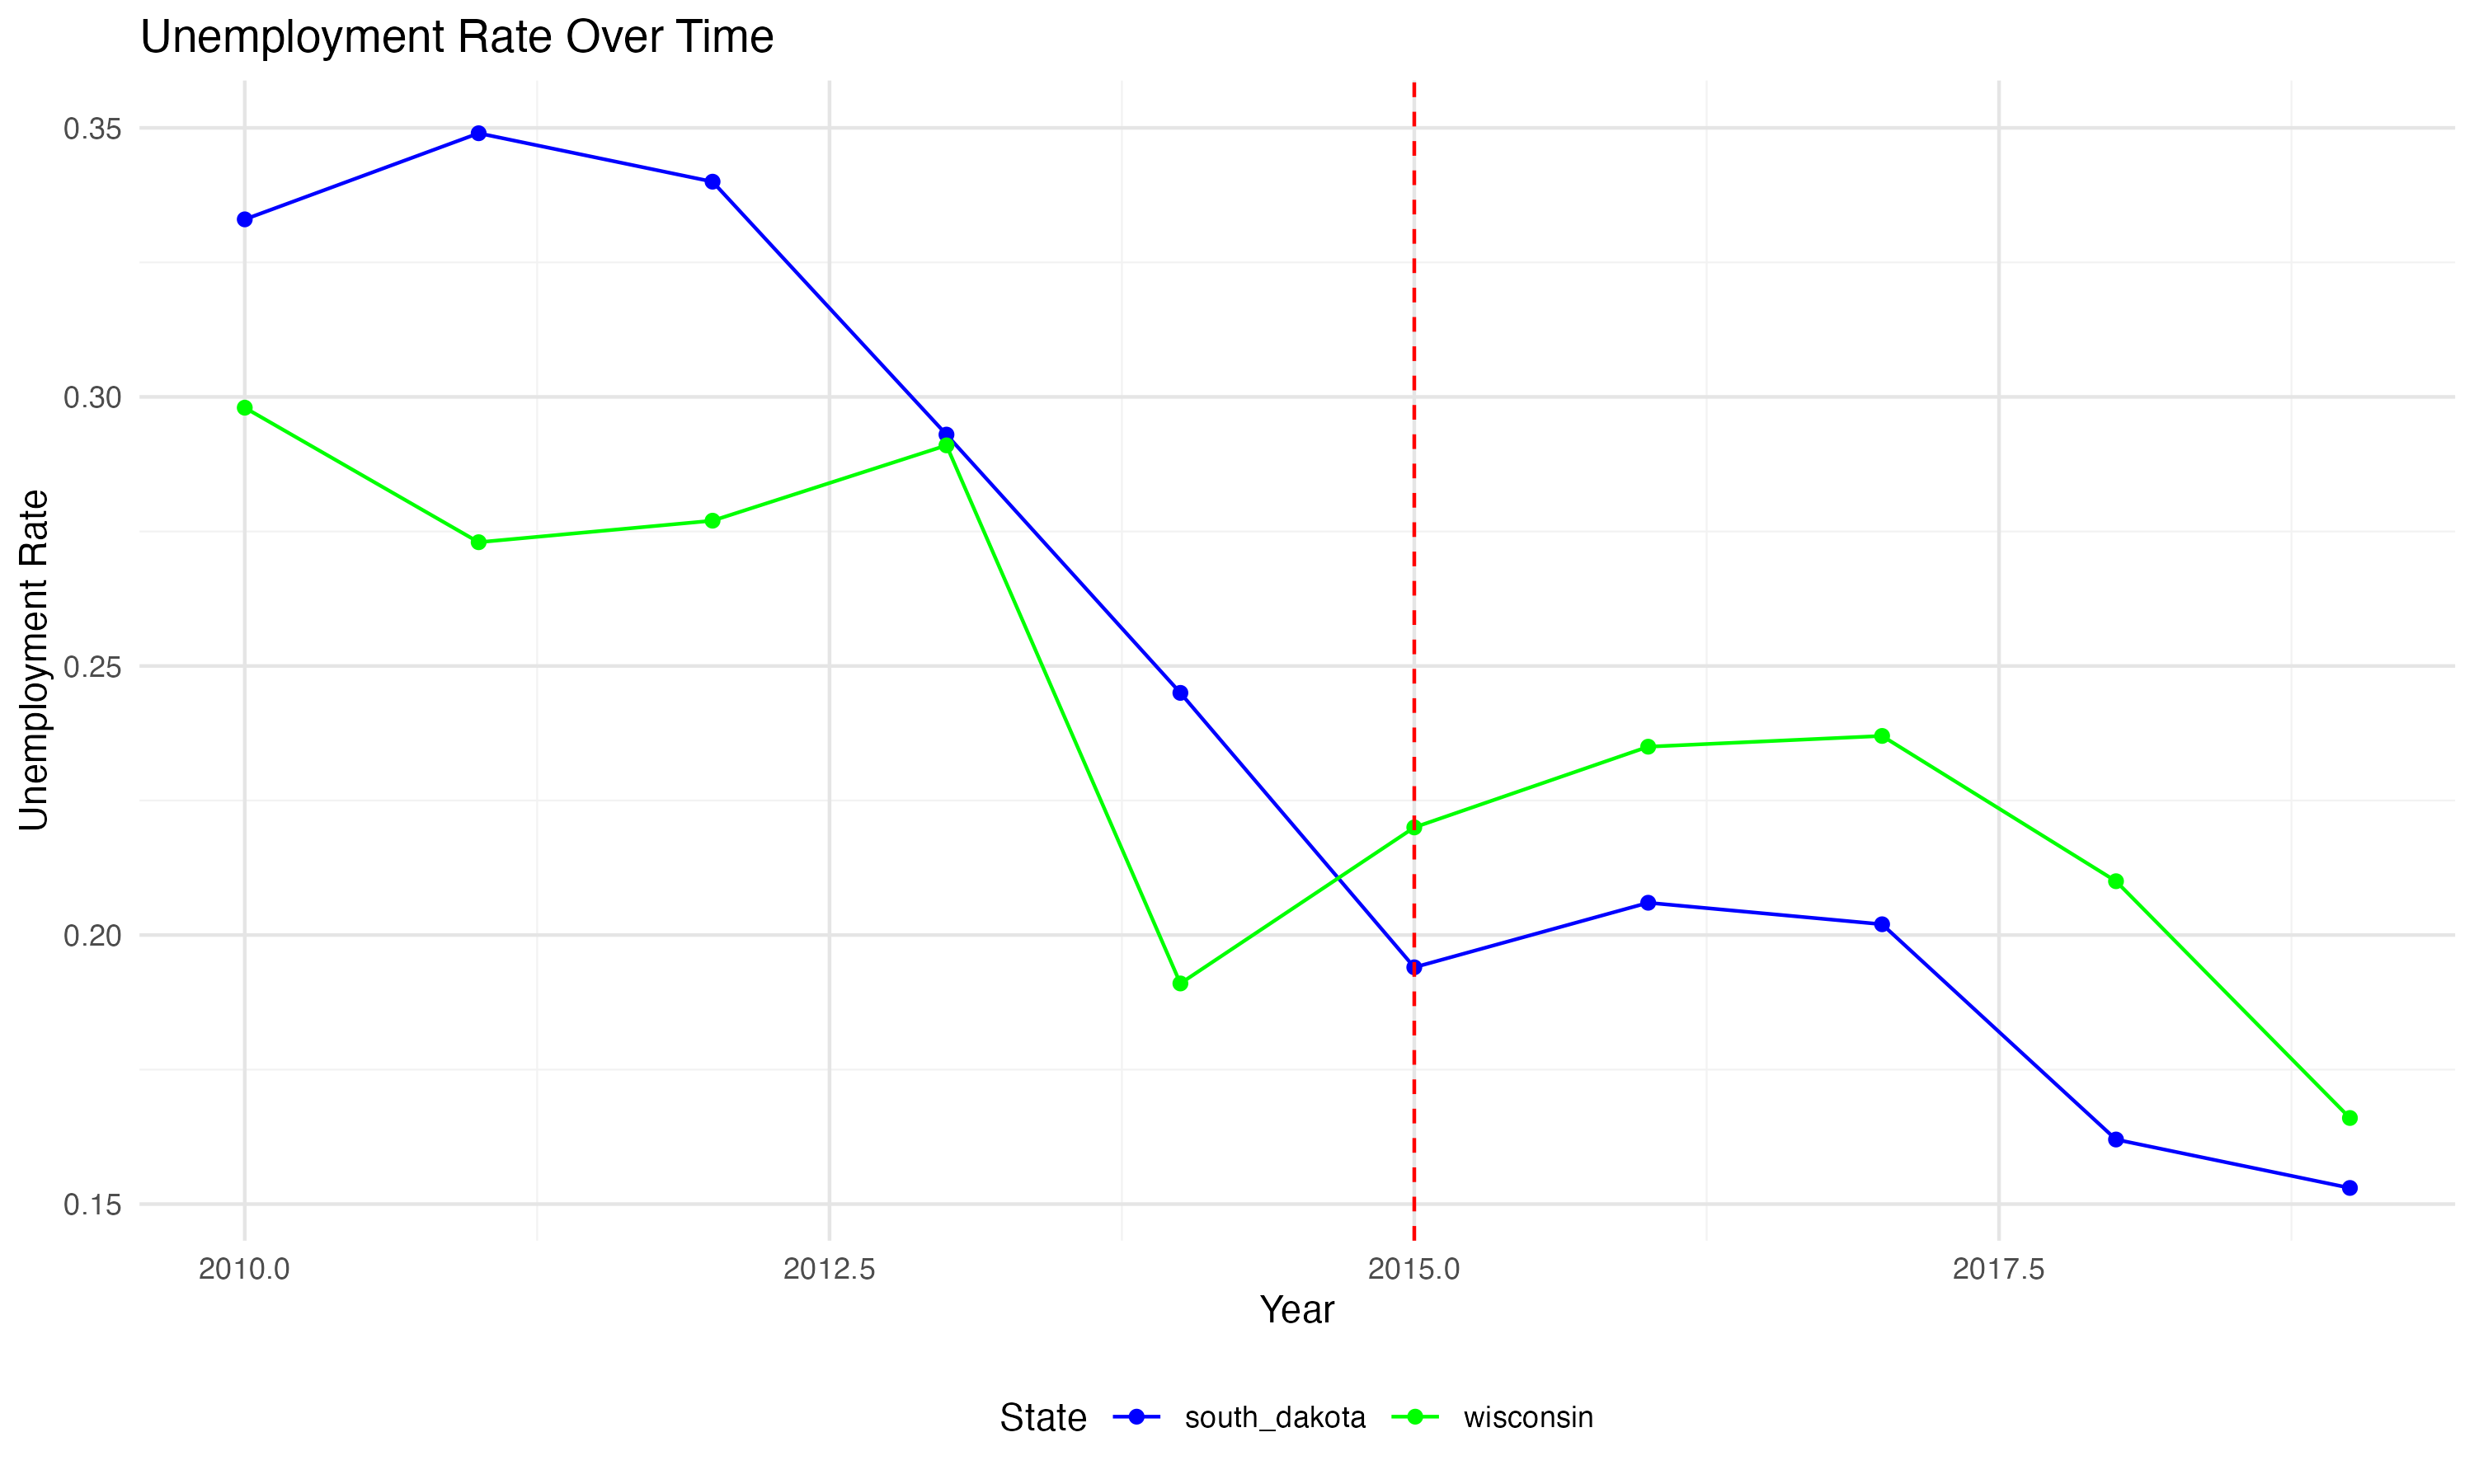 Unemployment Rate Over Time
Unemployment Rate
0.35
0.30
0.25
0.20
0.15
2010.0 2012.5 2015.0 2017.5
Year
State south_dakota wisconsin